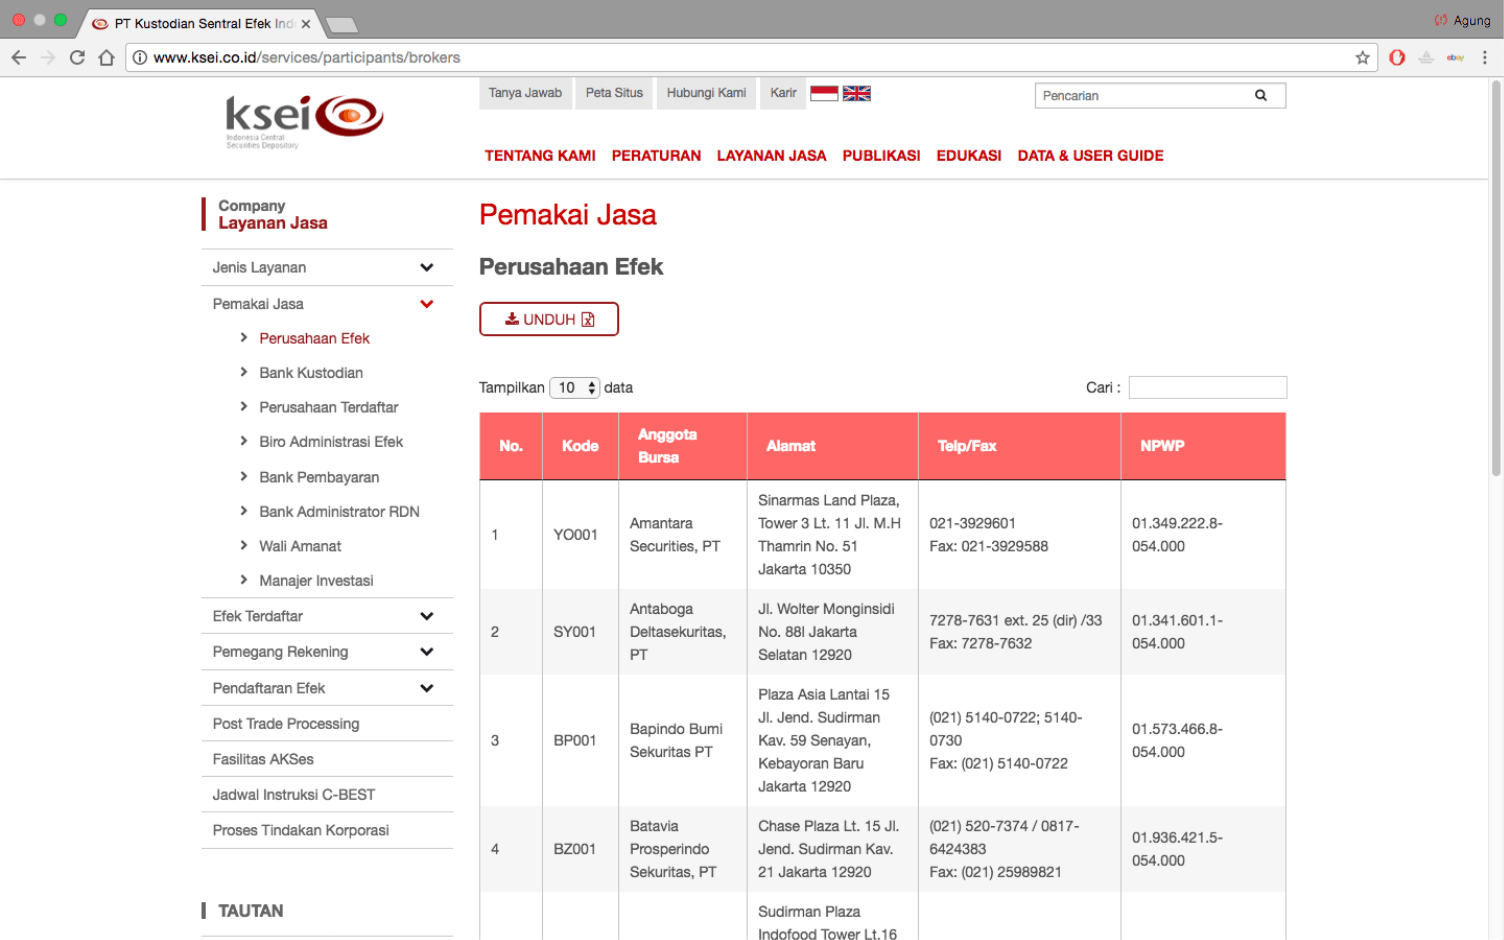 PT Kustodian Sentral Efek Ind
Agung
www.ksei.co.id/services/participants/brokers
ebay
ksei
Indonesia Central
Securities Depository
Tanya Jawab
Peta Situs
Hubungi Kami
Karir
Pencarian
TENTANG KAMI
PERATURAN
LAYANAN JASA
PUBLIKASI
EDUKASI
DATA & USER GUIDE
Company
Layanan Jasa
Jenis Layanan
Pemakai Jasa
Perusahaan Efek
Bank Kustodian
Perusahaan Terdaftar
Biro Administrasi Efek
Bank Pembayaran
Bank Administrator RDN
Wali Amanat
Manajer Investasi
Efek Terdaftar
Pemegang Rekening
Pendaftaran Efek
Post Trade Processing
Fasilitas AKSes
Jadwal Instruksi C-BEST
Proses Tindakan Korporasi
TAUTAN
Pemakai Jasa
Perusahaan Efek
UNDUH
Tampilkan 10 data
Cari :
No.
Kode
Anggota
Bursa
Alamat
Telp/Fax
NPWP
1
YO001
Amantara
Securities, PT
Sinarmas Land Plaza,
Tower 3 Lt. 11 Jl. M.H
Thamrin No. 51
Jakarta 10350
021-3929601
Fax: 021-3929588
01.349.222.8-
054.000
2
SY001
Antaboga
Deltasekuritas,
PT
Jl. Wolter Monginsidi
No. 88I Jakarta
Selatan 12920
7278-7631 ext. 25 (dir) /33
Fax: 7278-7632
01.341.601.1-
054.000
3
BP001
Bapindo Bumi
Sekuritas PT
Plaza Asia Lantai 15
Jl. Jend. Sudirman
Kav. 59 Senayan,
Kebayoran Baru
Jakarta 12920
(021) 5140-0722; 5140-
0730
Fax: (021) 5140-0722
01.573.466.8-
054.000
4
BZ001
Batavia
Prosperindo
Sekuritas, PT
Chase Plaza Lt. 15 Jl.
Jend. Sudirman Kav.
21 Jakarta 12920
(021) 520-7374 / 0817-
6424383
Fax: (021) 25989821
01.936.421.5-
054.000
Sudirman Plaza
Indofood Tower Lt.16